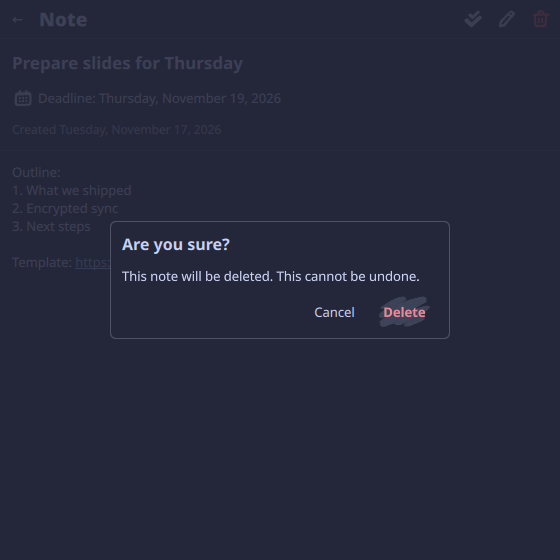 ← Note
Prepare slides for Thursday
Deadline: Thursday, November 19, 2026
Created Tuesday, November 17, 2026
Outline:
1. What we shipped
2. Encrypted sync
3. Next steps
Template: https:
Are you sure?
This note will be deleted. This cannot be undone.
Cancel Delete